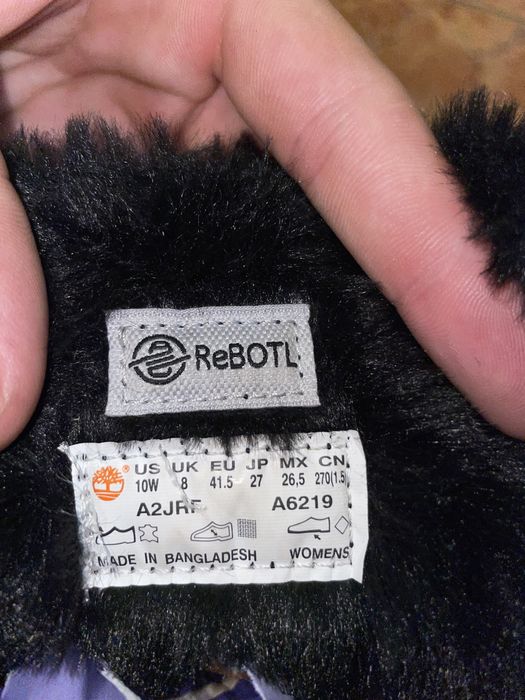 ReBOTL
US UK EU JP MX CN
10W 8 41.5 27 26,5 270(1.5)
A2JRF A6219
MADE IN BANGLADESH WOMENS